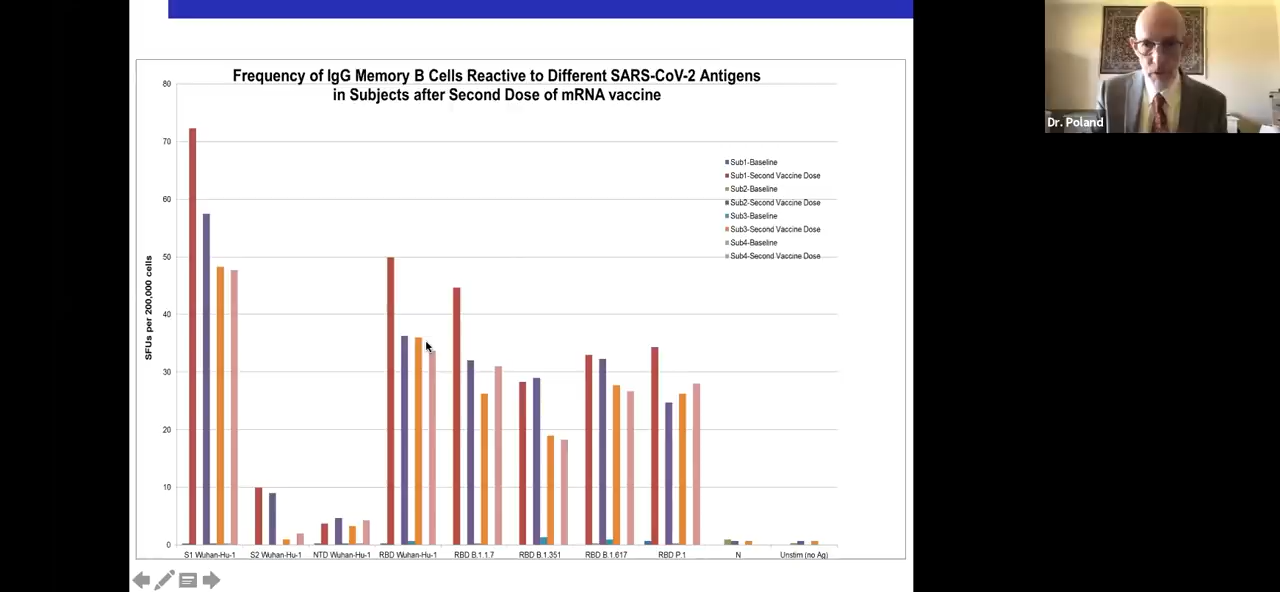 Frequency of IgG Memory B Cells Reactive to Different SARS-CoV-2 Antigens
in Subjects after Second Dose of mRNA vaccine
80
70
60
50
40
30
20
10
0
SFUs per 200,000 cells
Sub1-Baseline
Sub1-Second Vaccine Dose
Sub2-Baseline
Sub2-Second Vaccine Dose
Sub3-Baseline
Sub3-Second Vaccine Dose
Sub4-Baseline
Sub4-Second Vaccine Dose
S1 Wuhan-Hu-1
S2 Wuhan-Hu-1
NTD Wuhan-Hu-1
RBD Wuhan-Hu-1
RBD B.1.1.7
RBD B.1.351
RBD B.1.617
RBD P.1
N
Unstim (no Ag)
Dr. Poland